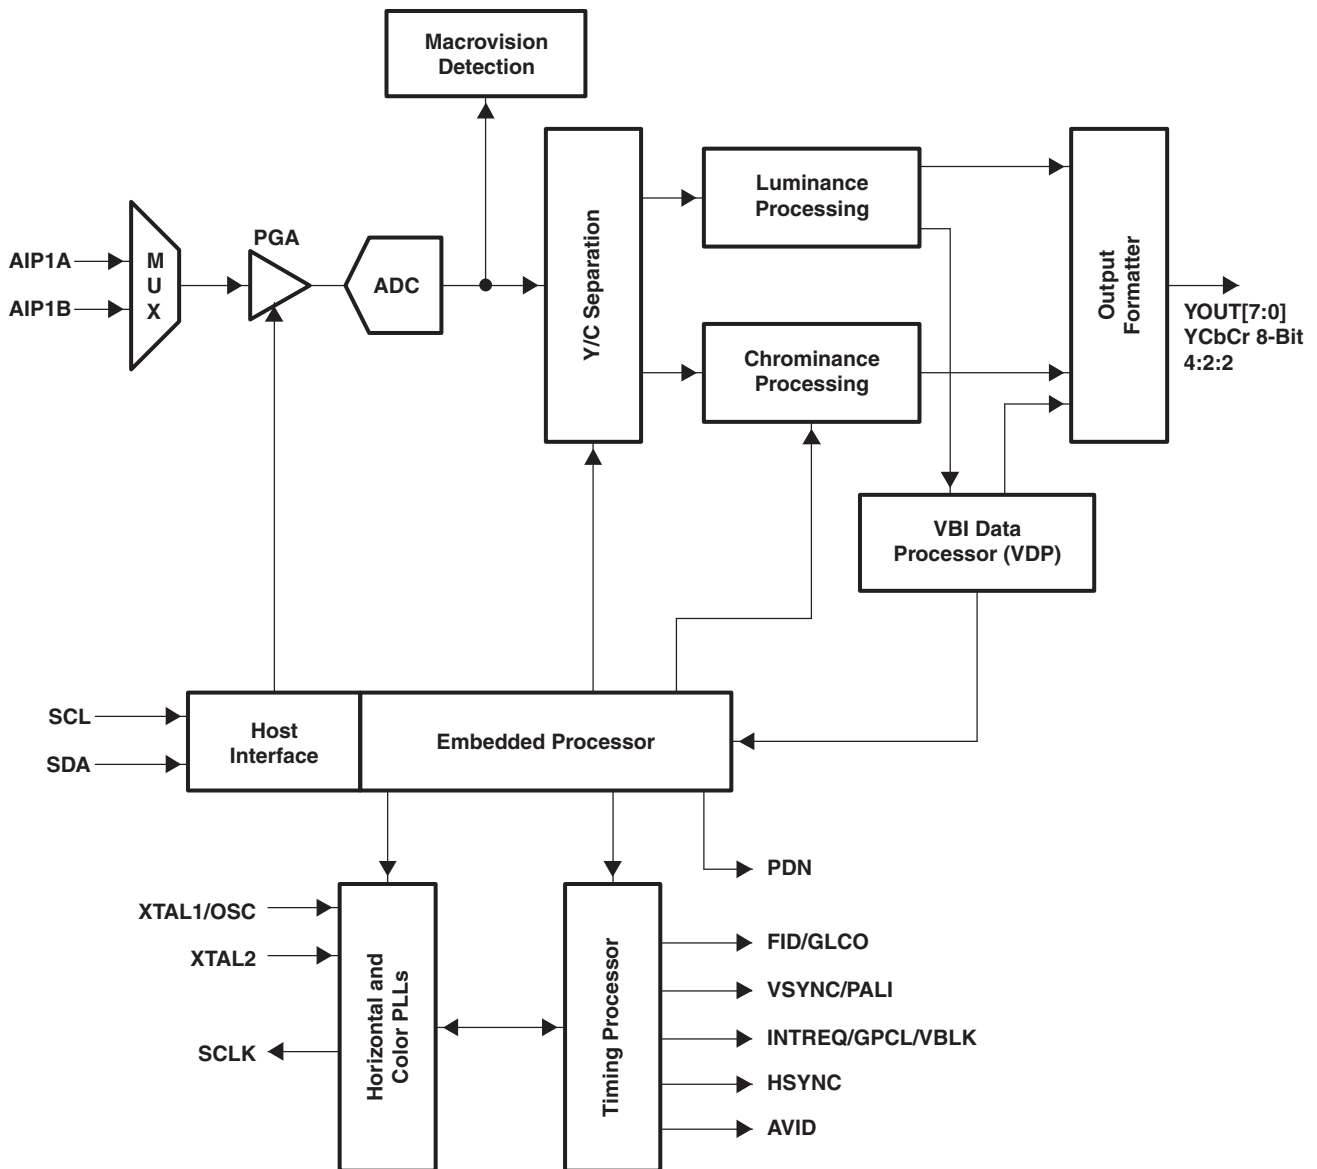 Macrovision
Detection
Luminance
Processing
PGA
AIP1A
AIP1B
M
U
X
ADC
Y/C Separation
Output
Formatter
YOUT[7:0]
YCbCr 8-Bit
4:2:2
Chrominance
Processing
VBI Data
Processor (VDP)
SCL
SDA
Host
Interface
Embedded Processor
PDN
XTAL1/OSC
XTAL2
SCLK
Horizontal and
Color PLLs
Timing Processor
FID/GLCO
VSYNC/PALI
INTREQ/GPCL/VBLK
HSYNC
AVID